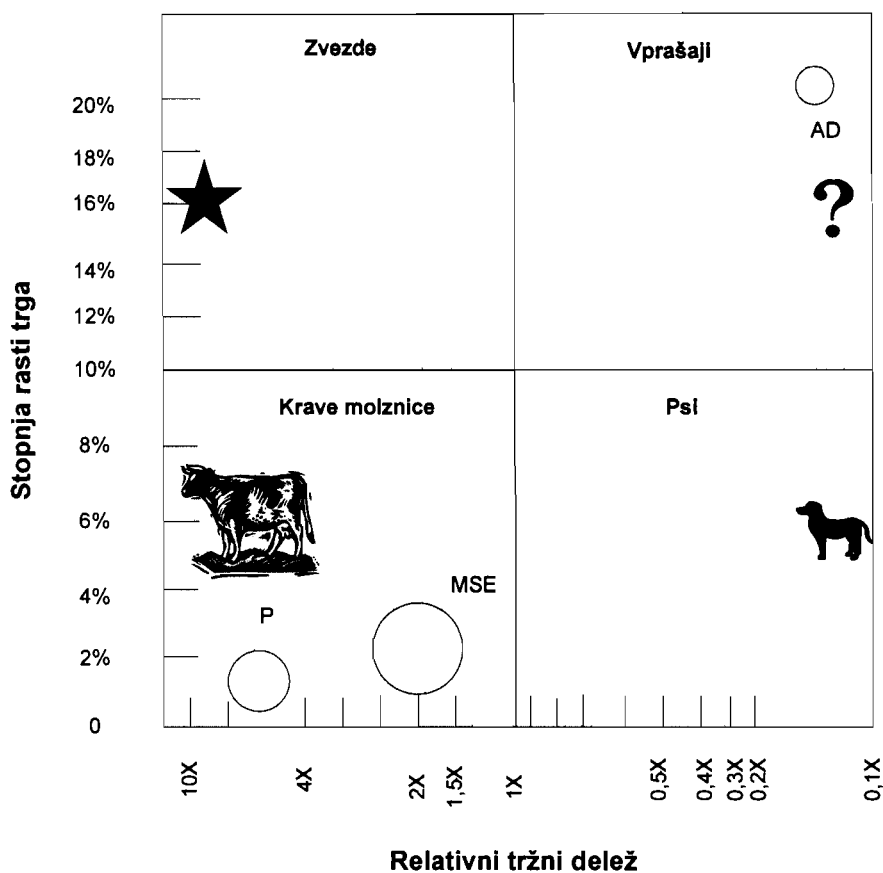 Zvezde
Vprašaji
20%
AD
18%
16%
?
14%
12%
10%
Stopnja rasti trga
Krave molznice
Psi
8%
6%
4%
MSE
P
2%
0
10X
4X
2X
1,5X
1X
0,5X
0,4X
0,3X
0,2X
0,1X
Relativni tržni delež